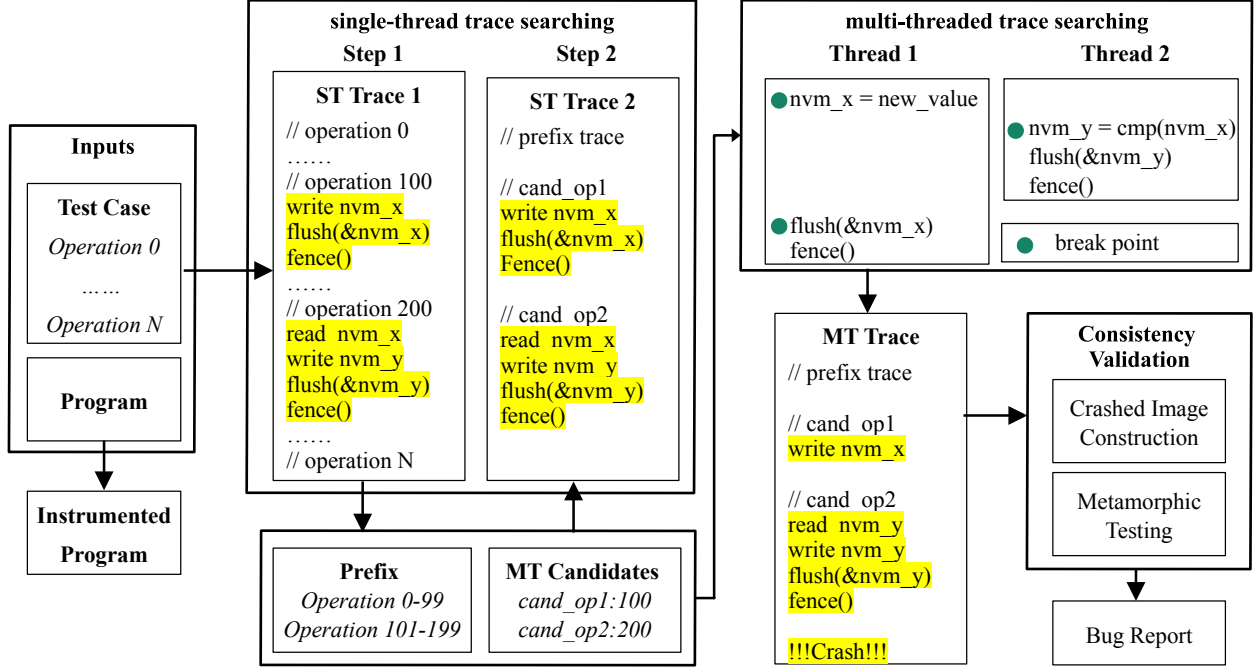 Inputs
Test Case
Operation 0
... ...
Operation N
Program
Instrumented
Program
single-thread trace searching
Step 1
ST Trace 1
// operation 0
......
// operation 100
write nvm_x
flush(&nvm_x)
fence()
......
// operation 200
read nvm_x
write nvm_y
flush(&nvm_y)
fence()
......
// operation N
Step 2
ST Trace 2
// prefix trace
// cand_op1
write nvm_x
flush(&nvm_x)
Fence()
// cand_op2
read nvm_x
write nvm_y
flush(&nvm_y)
fence()
Prefix
Operation 0-99
Operation 101-199
MT Candidates
cand_op1:100
cand_op2:200
multi-threaded trace searching
Thread 1
nvm_x = new_value
flush(&nvm_x)
fence()
Thread 2
nvm_y = cmp(nvm_x)
flush(&nvm_y)
fence()
break point
MT Trace
// prefix trace
// cand_op1
write nvm_x
// cand_op2
read nvm_y
write nvm_y
flush(&nvm_y)
fence()
!!!Crash!!!
Consistency
Validation
Crashed Image
Construction
Metamorphic
Testing
Bug Report